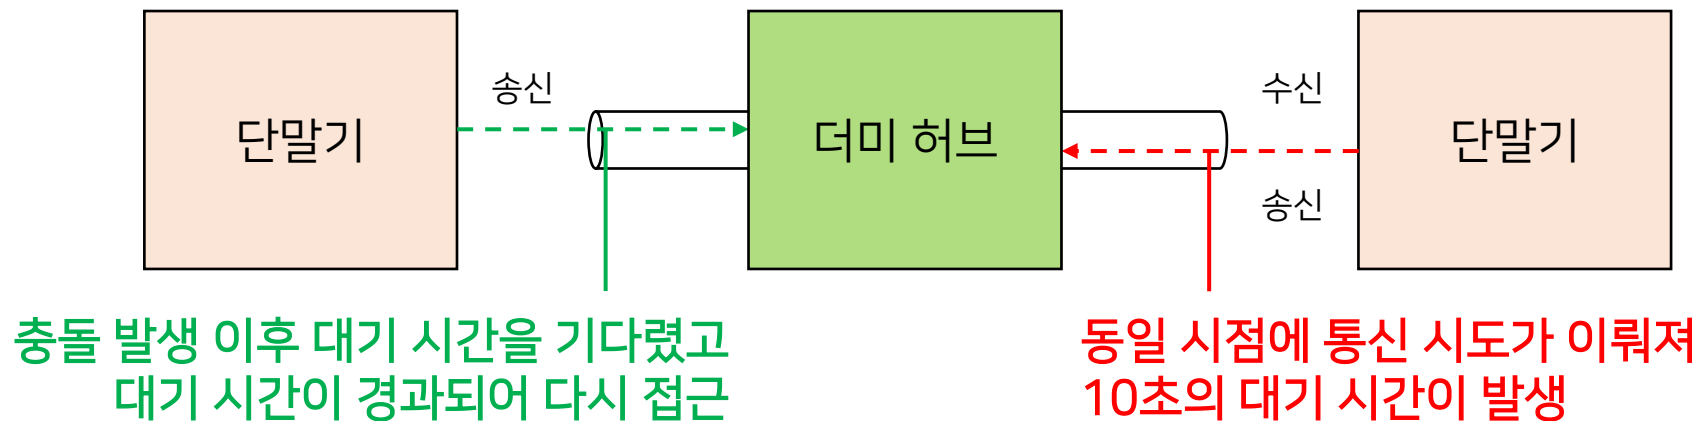 송신
수신
단말기
더미 허브
단말기
송신
충돌 발생 이후 대기 시간을 기다렸고
대기 시간이 경과되어 다시 접근
동일 시점에 통신 시도가 이뤄져
10초의 대기 시간이 발생